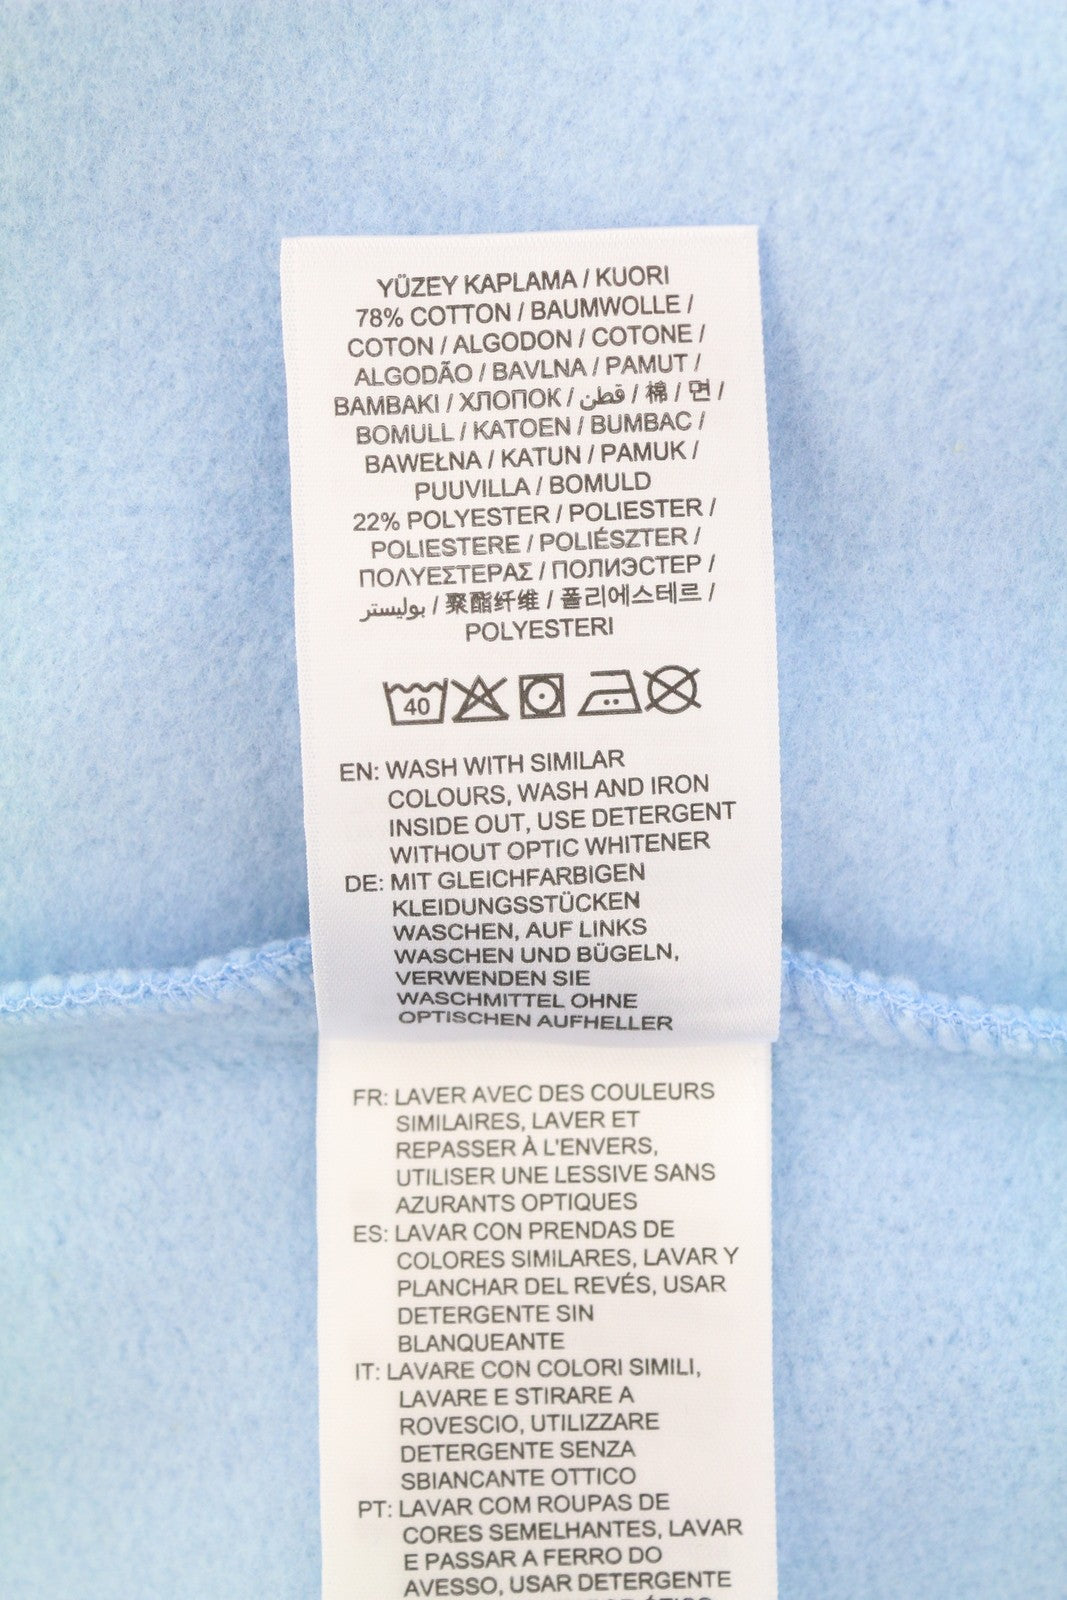 YÜZEY KAPLAMA / KUORI
78% COTTON / BAUMWOLLE /
COTON / ALGODON / COTONE /
ALGODÃO / BAVLNA / PAMUT /
BAMBAKI / ХЛОПОК / قطن / 棉 / 면 /
BOMULL / KATOEN / BUMBAC /
BAWEŁNA / KATUN / PAMUK /
PUUVILLA / BOMULD
22% POLYESTER / POLIESTER /
POLIESTERE / POLIÉSZTER /
ΠΟΛΥΕΣΤΕΡΑΣ / ПОЛИЭСТЕР /
بوليستر / 聚酯纤维 / 폴리에스테르 /
POLYESTERI
40
EN: WASH WITH SIMILAR
COLOURS, WASH AND IRON
INSIDE OUT, USE DETERGENT
WITHOUT OPTIC WHITENER
DE: MIT GLEICHFARBIGEN
KLEIDUNGSSTÜCKEN
WASCHEN, AUF LINKS
WASCHEN UND BÜGELN,
VERWENDEN SIE
WASCHMITTEL OHNE
OPTISCHEN AUFHELLER
FR: LAVER AVEC DES COULEURS
SIMILAIRES, LAVER ET
REPASSER À L'ENVERS,
UTILISER UNE LESSIVE SANS
AZURANTS OPTIQUES
ES: LAVAR CON PRENDAS DE
COLORES SIMILARES, LAVAR Y
PLANCHAR DEL REVÉS, USAR
DETERGENTE SIN
BLANQUEANTE
IT: LAVARE CON COLORI SIMILI,
LAVARE E STIRARE A
ROVESCIO, UTILIZZARE
DETERGENTE SENZA
SBIANCANTE OTTICO
PT: LAVAR COM ROUPAS DE
CORES SEMELHANTES, LAVAR
E PASSAR A FERRO DO
AVESSO, USAR DETERGENTE